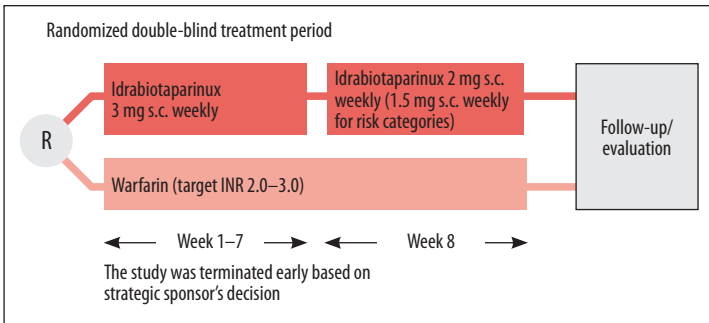 Randomized double-blind treatment period
Idrabiotaparinux
3 mg s.c. weekly
Idrabiotaparinux 2 mg s.c.
weekly (1.5 mg s.c. weekly
for risk categories)
R
Follow-up/
evaluation
Warfarin (target INR 2.0–3.0)
Week 1–7
Week 8
The study was terminated early based on
strategic sponsor's decision